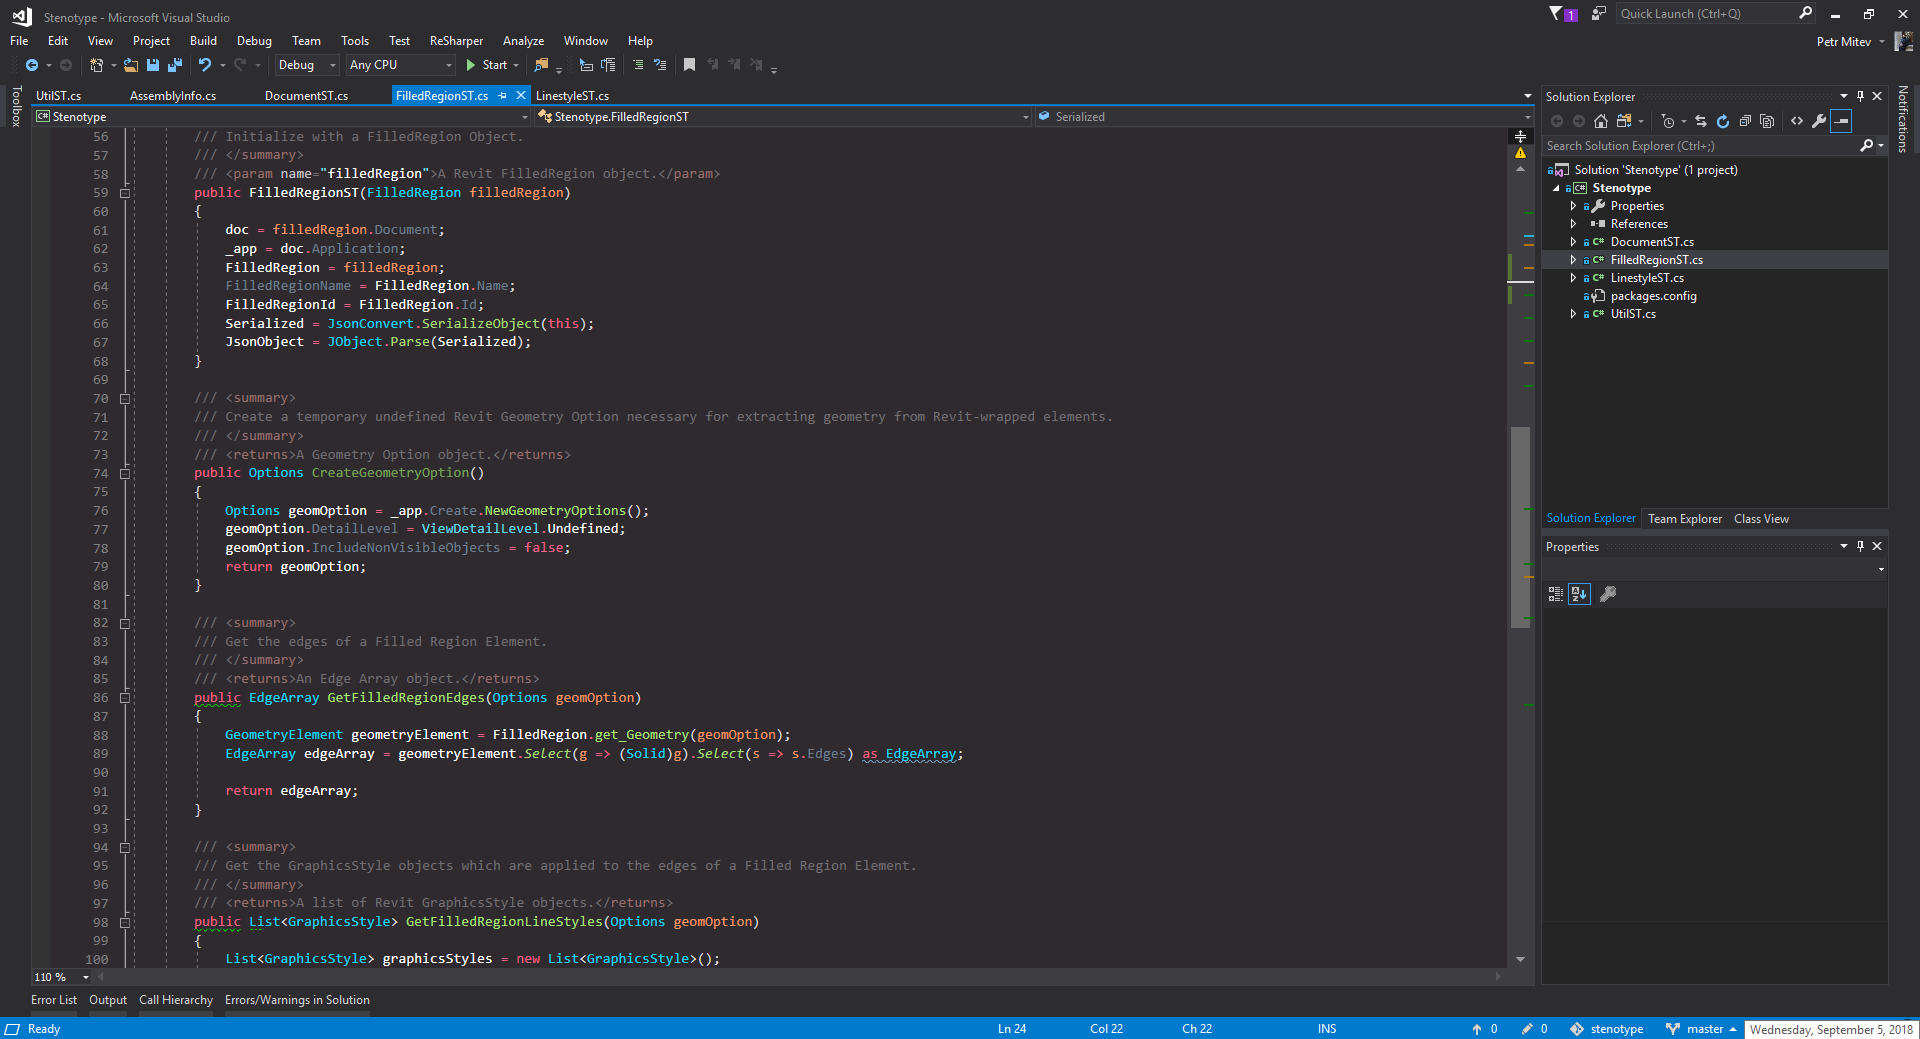 Stenotype - Microsoft Visual Studio
1
Quick Launch (Ctrl+Q)
File Edit View Project Build Debug Team Tools Test ReSharper Analyze Window Help
Petr Mitev
Debug Any CPU Start
Toolbox
UtilST.cs AssemblyInfo.cs DocumentST.cs FilledRegionST.cs LinestyleST.cs
C# Stenotype Stenotype.FilledRegionST Serialized
56 /// Initialize with a FilledRegion Object.
57 /// </summary>
58 /// <param name="filledRegion">A Revit FilledRegion object.</param>
59 public FilledRegionST(FilledRegion filledRegion)
60 {
61 doc = filledRegion.Document;
62 _app = doc.Application;
63 FilledRegion = filledRegion;
64 FilledRegionName = FilledRegion.Name;
65 FilledRegionId = FilledRegion.Id;
66 Serialized = JsonConvert.SerializeObject(this);
67 JsonObject = JObject.Parse(Serialized);
68 }
69
70 /// <summary>
71 /// Create a temporary undefined Revit Geometry Option necessary for extracting geometry from Revit-wrapped elements.
72 /// </summary>
73 /// <returns>A Geometry Option object.</returns>
74 public Options CreateGeometryOption()
75 {
76 Options geomOption = _app.Create.NewGeometryOptions();
77 geomOption.DetailLevel = ViewDetailLevel.Undefined;
78 geomOption.IncludeNonVisibleObjects = false;
79 return geomOption;
80 }
81
82 /// <summary>
83 /// Get the edges of a Filled Region Element.
84 /// </summary>
85 /// <returns>An Edge Array object.</returns>
86 public EdgeArray GetFilledRegionEdges(Options geomOption)
87 {
88 GeometryElement geometryElement = FilledRegion.get_Geometry(geomOption);
89 EdgeArray edgeArray = geometryElement.Select(g => (Solid)g).Select(s => s.Edges) as EdgeArray;
90
91 return edgeArray;
92 }
93
94 /// <summary>
95 /// Get the GraphicsStyle objects which are applied to the edges of a Filled Region Element.
96 /// </summary>
97 /// <returns>A list of Revit GraphicsStyle objects.</returns>
98 public List<GraphicsStyle> GetFilledRegionLineStyles(Options geomOption)
99 {
100 List<GraphicsStyle> graphicsStyles = new List<GraphicsStyle>();
110 %
Solution Explorer
Search Solution Explorer (Ctrl+;)
Solution 'Stenotype' (1 project)
C# Stenotype
Properties
References
C# DocumentST.cs
C# FilledRegionST.cs
C# LinestyleST.cs
packages.config
C# UtilST.cs
Solution Explorer Team Explorer Class View
Properties
Notifications
Error List Output Call Hierarchy Errors/Warnings in Solution
Ready Ln 24 Col 22 Ch 22 INS 0 0 stenotype master
Wednesday, September 5, 2018